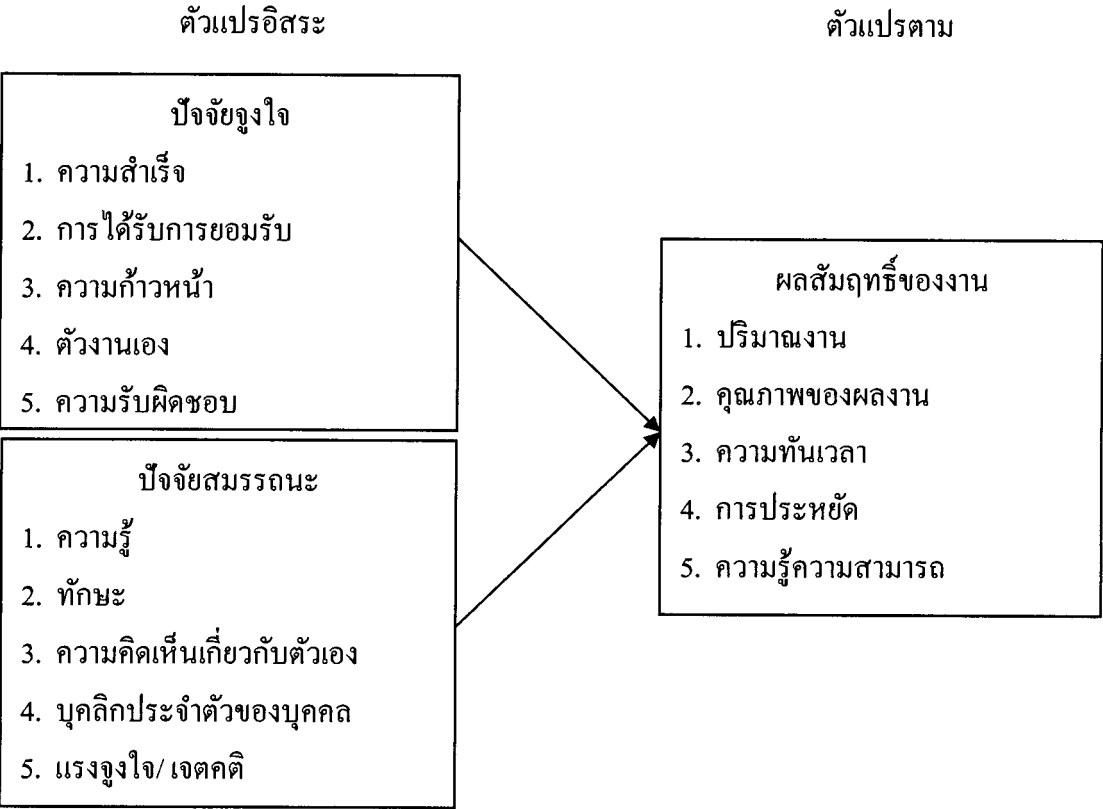 ตัวแปรอิสระ
ตัวแปรตาม
ปัจจัยจูงใจ
1. ความสำเร็จ
2. การได้รับการยอมรับ
3. ความก้าวหน้า
4. ตัวงานเอง
5. ความรับผิดชอบ
ปัจจัยสมรรถนะ
1. ความรู้
2. ทักษะ
3. ความคิดเห็นเกี่ยวกับตัวเอง
4. บุคลิกประจำตัวของบุคคล
5. แรงจูงใจ/ เจตคติ
ผลสัมฤทธิ์ของงาน
1. ปริมาณงาน
2. คุณภาพของผลงาน
3. ความทันเวลา
4. การประหยัด
5. ความรู้ความสามารถ